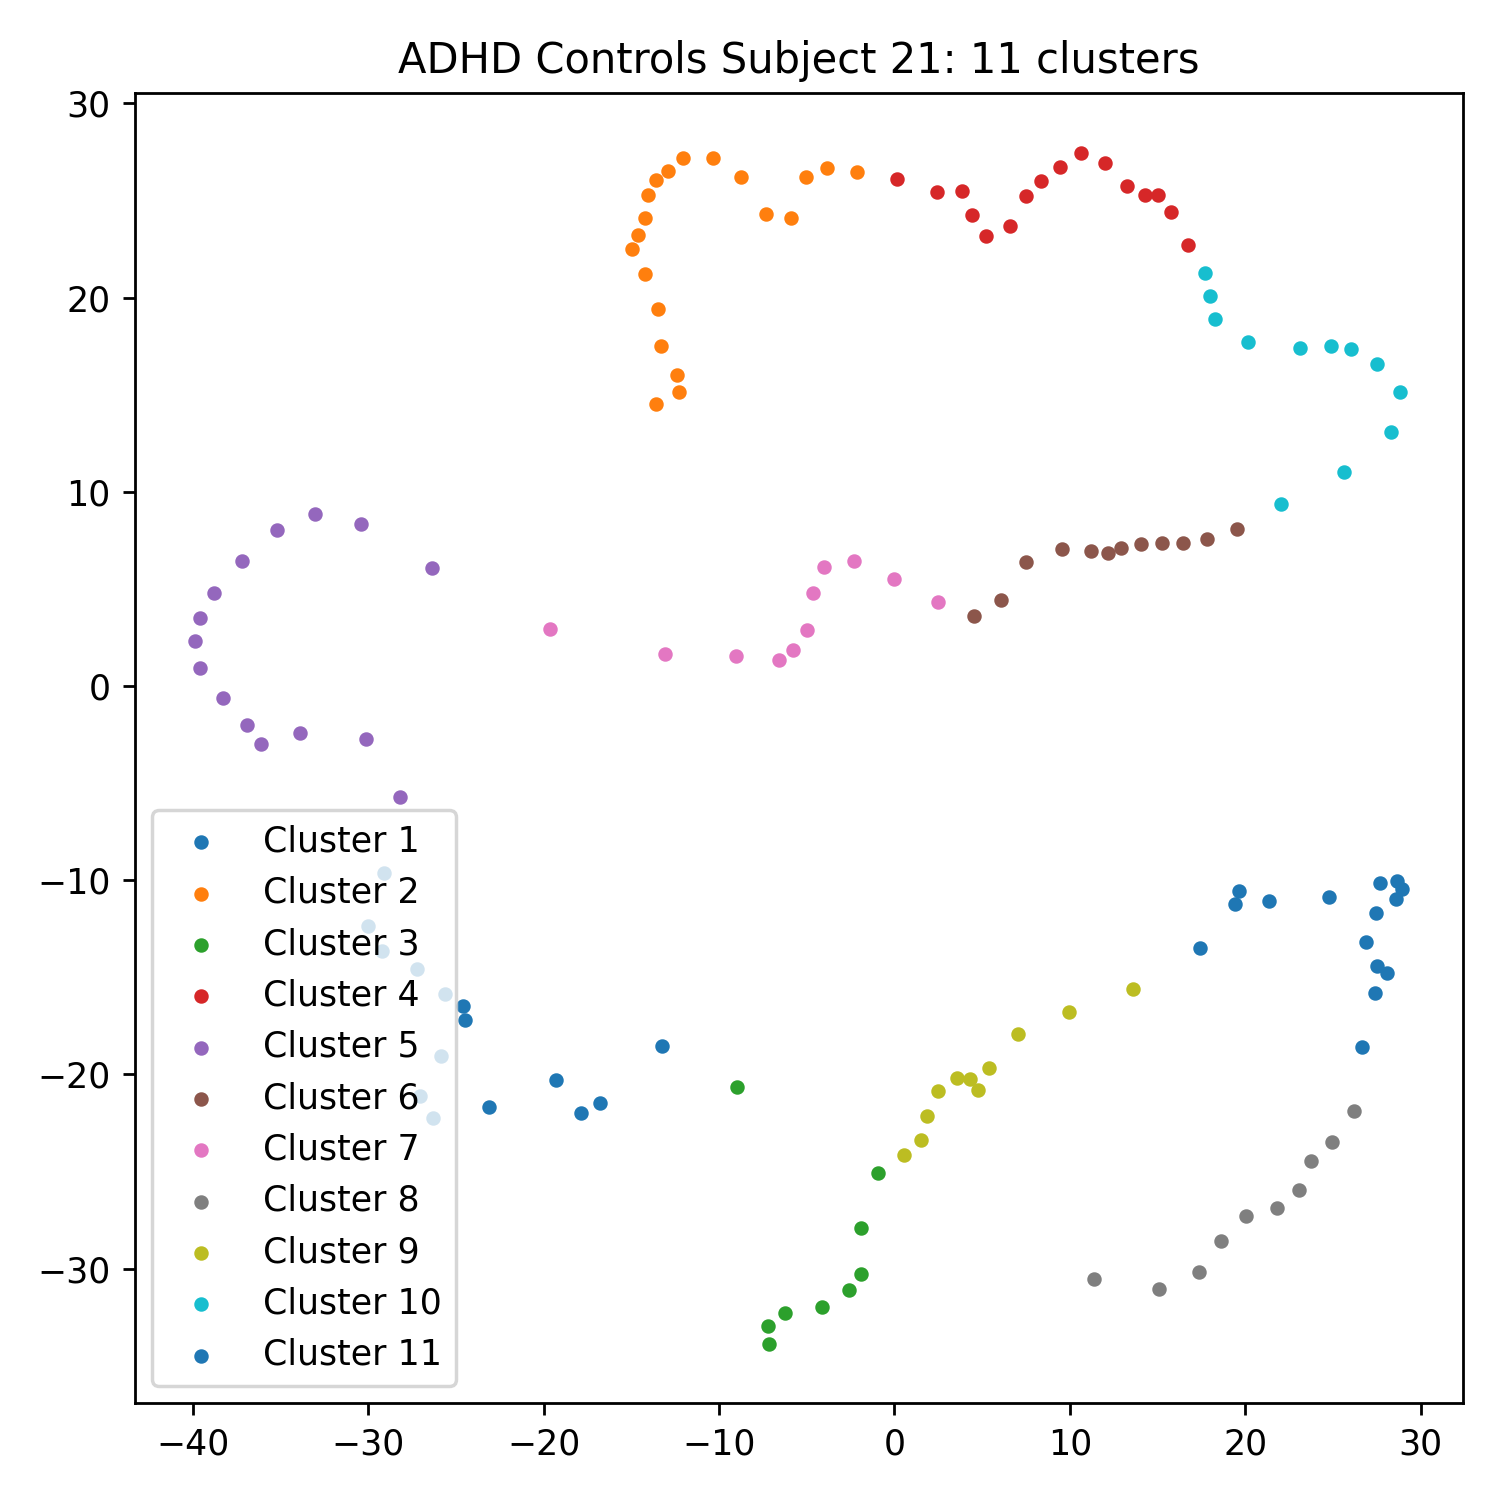 ADHD Controls Subject 21: 11 clusters
30
20
10
0
−10
−20
−30
Cluster 1
Cluster 2
Cluster 3
Cluster 4
Cluster 5
Cluster 6
Cluster 7
Cluster 8
Cluster 9
Cluster 10
Cluster 11
−40 −30 −20 −10 0 10 20 30